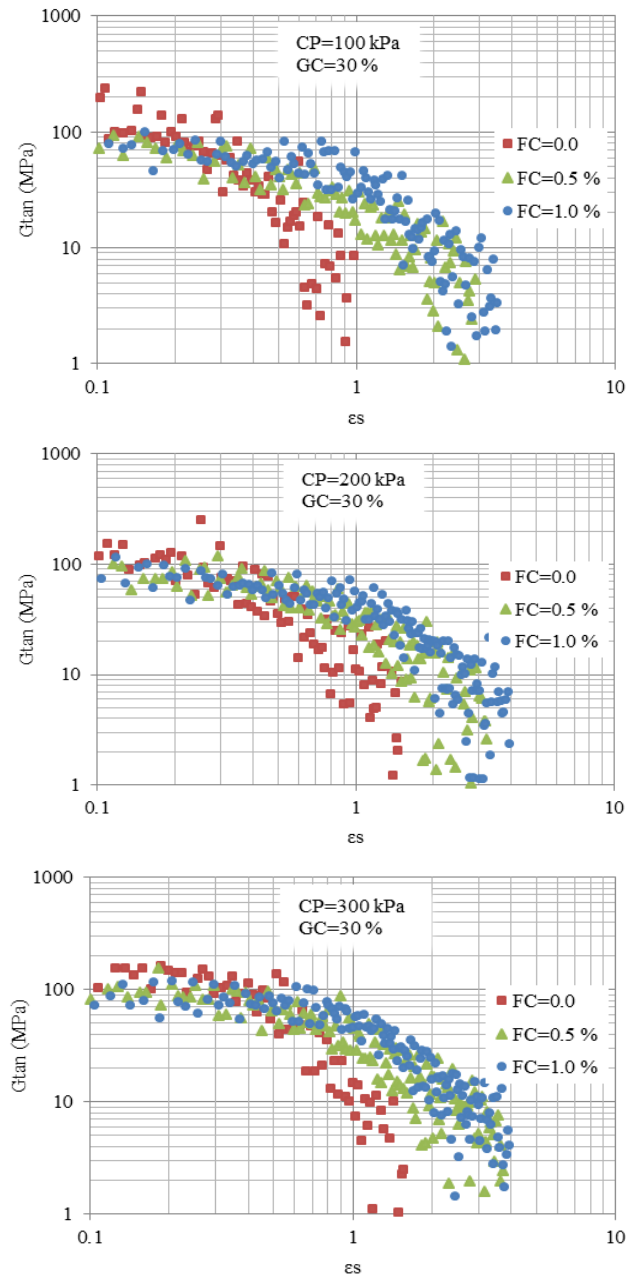 1000
CP=100 kPa
GC=30 %
100
FC=0.0
Gtan (MPa)
FC=0.5 %
10
FC=1.0 %
1
0.1
1
10
εs
1000
CP=200 kPa
GC=30 %
100
FC=0.0
Gtan (MPa)
FC=0.5 %
10
FC=1.0 %
1
0.1
1
10
εs
1000
CP=300 kPa
GC=30 %
100
FC=0.0
Gtan (MPa)
FC=0.5 %
10
FC=1.0 %
1
0.1
1
10
εs